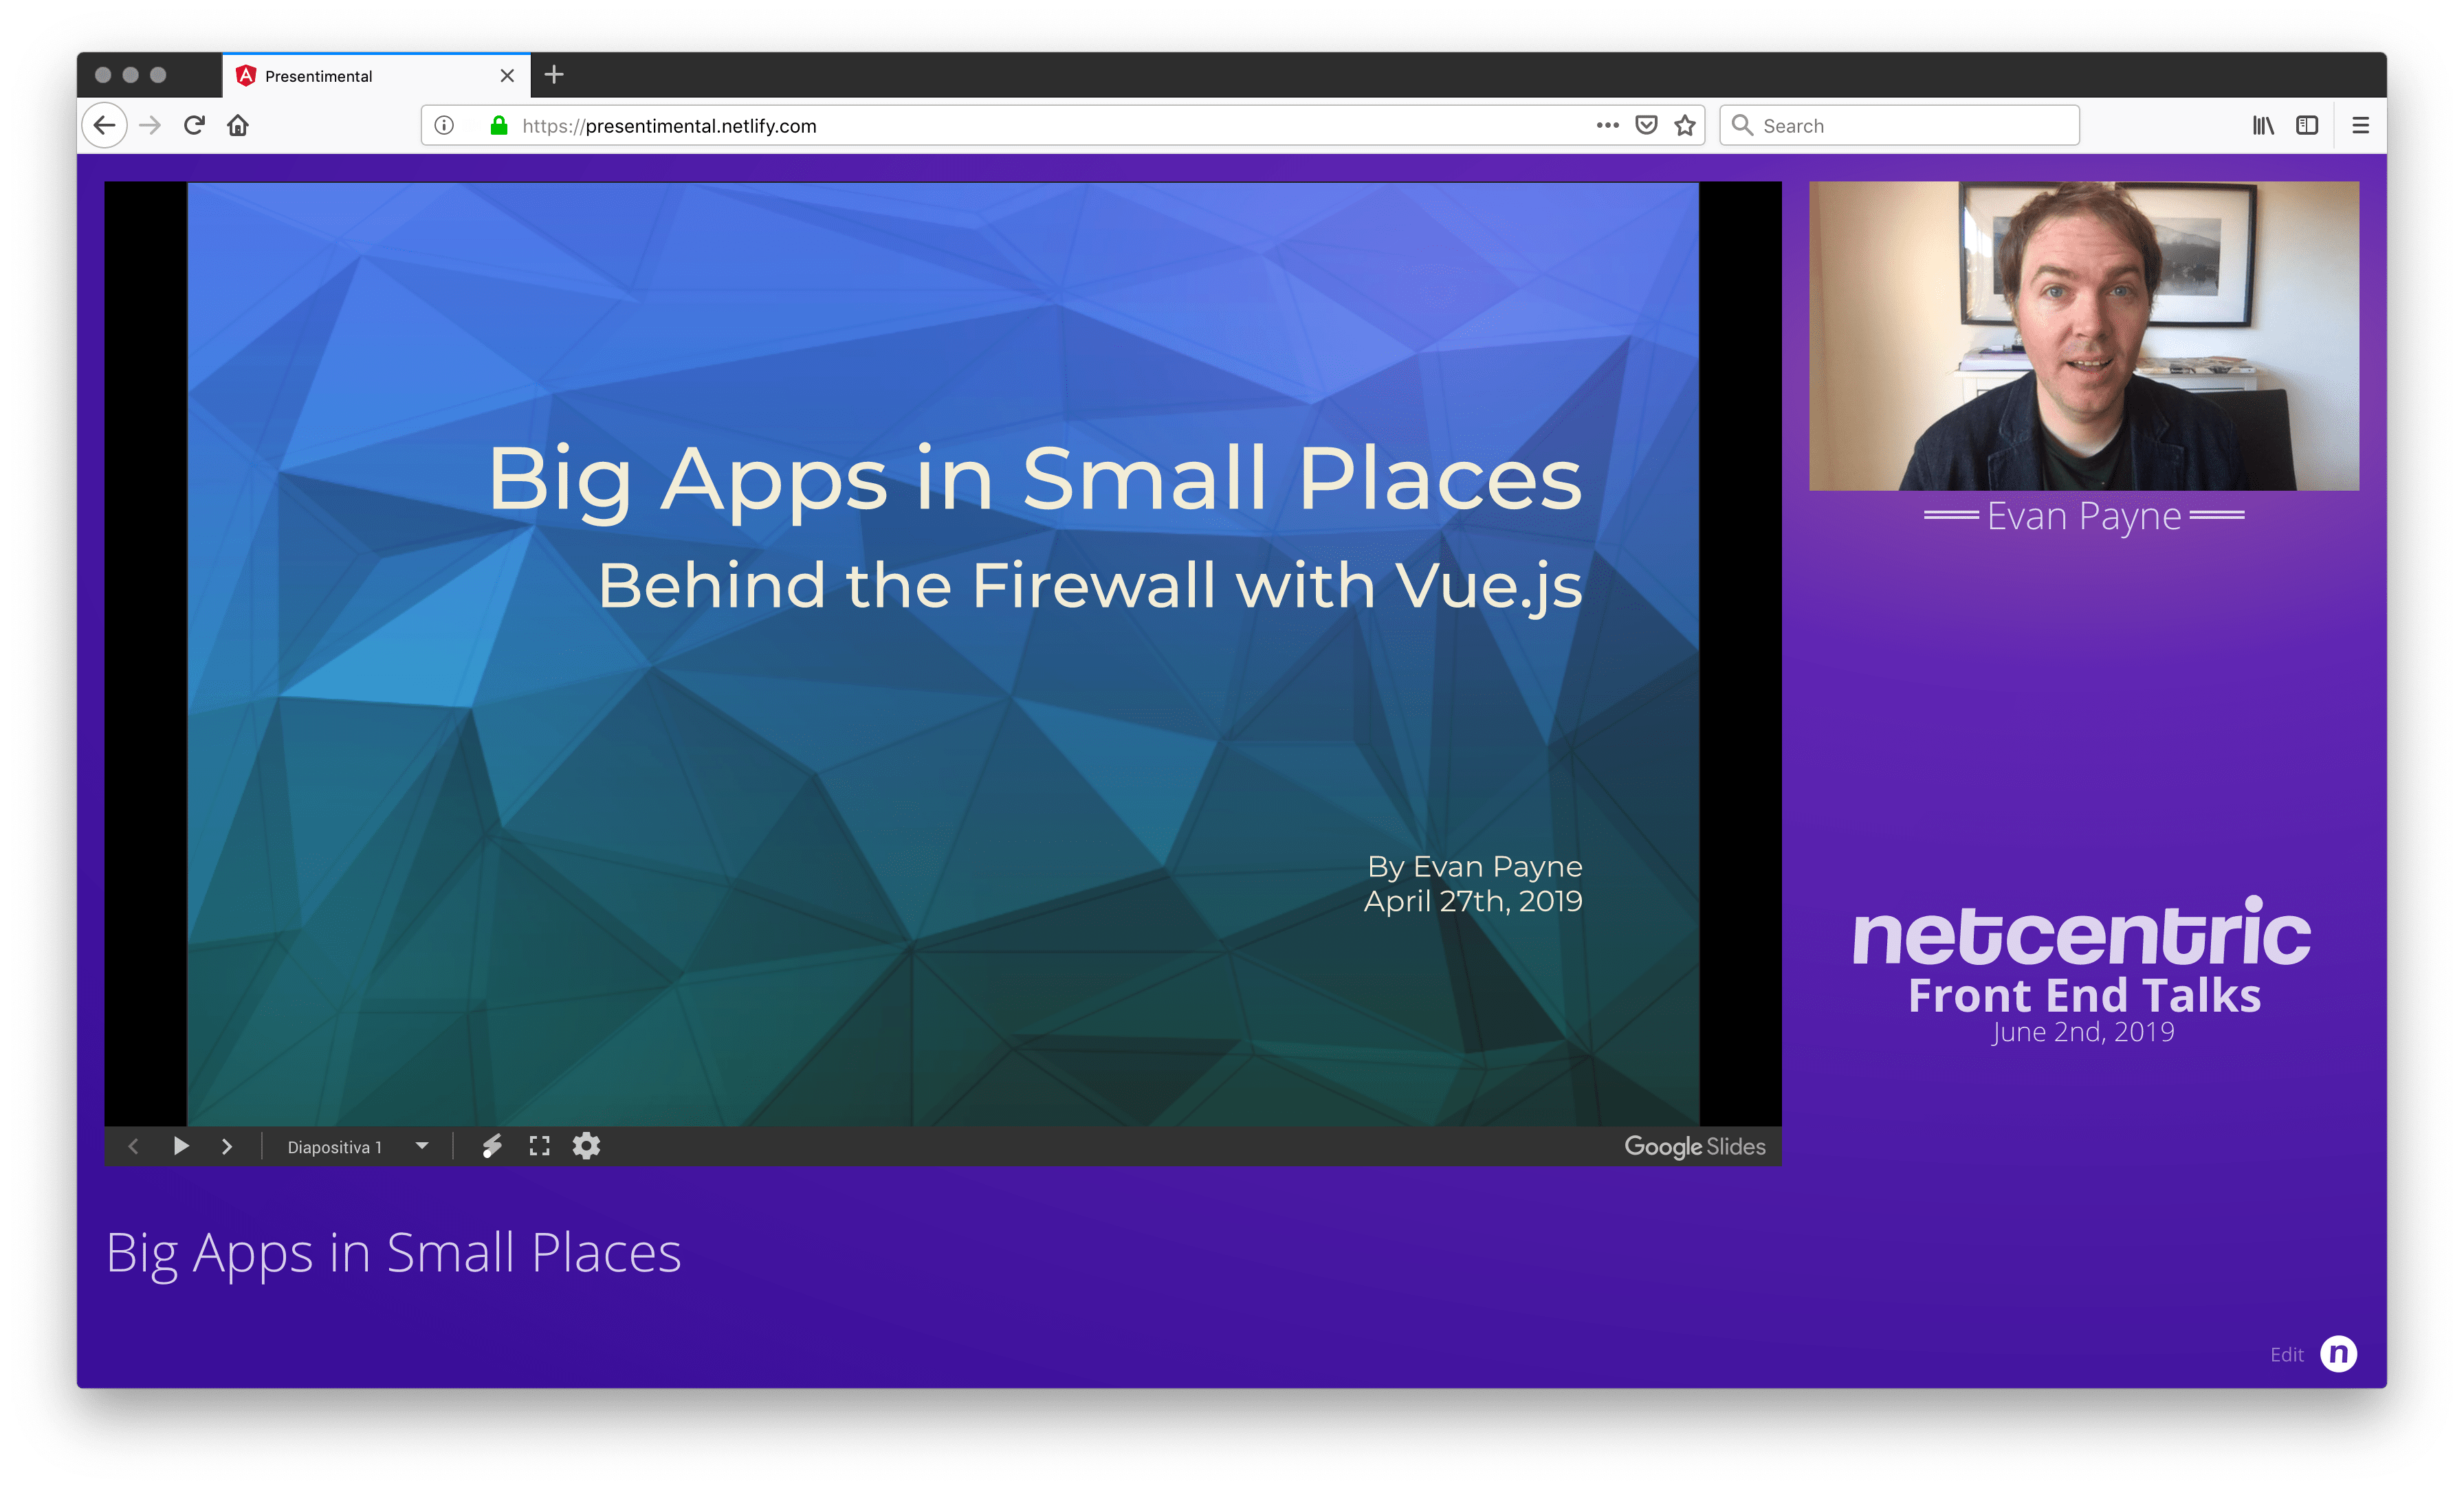 Presentimental
https://presentimental.netlify.com
Search
Big Apps in Small Places
Behind the Firewall with Vue.js
By Evan Payne
April 27th, 2019
Diapositiva 1
Google Slides
Evan Payne
netcentric
Front End Talks
June 2nd, 2019
Big Apps in Small Places
Edit
n